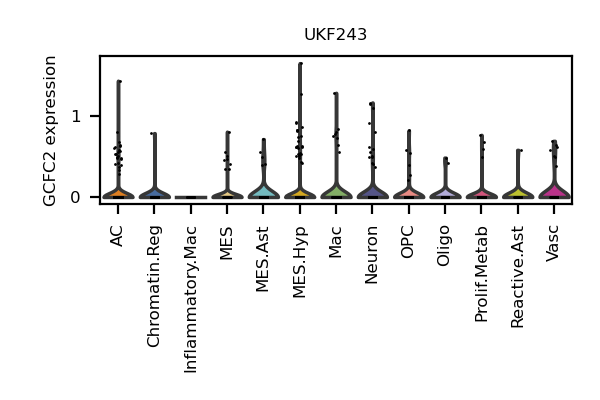 UKF243
GCFC2 expression
1
0
AC
Chromatin.Reg
Inflammatory.Mac
MES
MES.Ast
MES.Hyp
Mac
Neuron
OPC
Oligo
Prolif.Metab
Reactive.Ast
Vasc